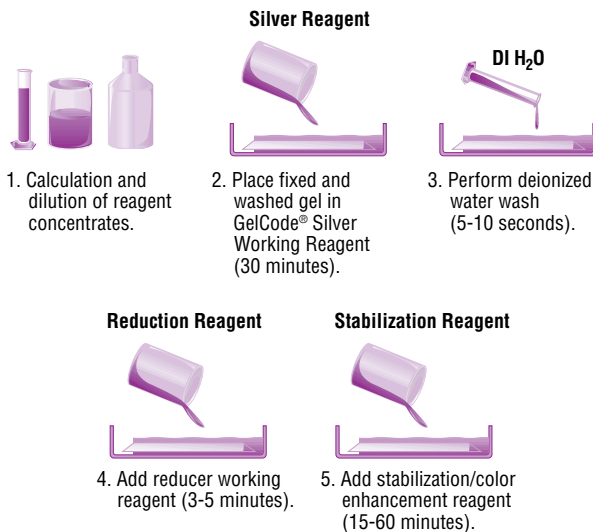 Silver Reagent
DI H₂O
1. Calculation and
dilution of reagent
concentrates.
2. Place fixed and
washed gel in
GelCode® Silver
Working Reagent
(30 minutes).
3. Perform deionized
water wash
(5-10 seconds).
Reduction Reagent
Stabilization Reagent
4. Add reducer working
reagent (3-5 minutes).
5. Add stabilization/color
enhancement reagent
(15-60 minutes).